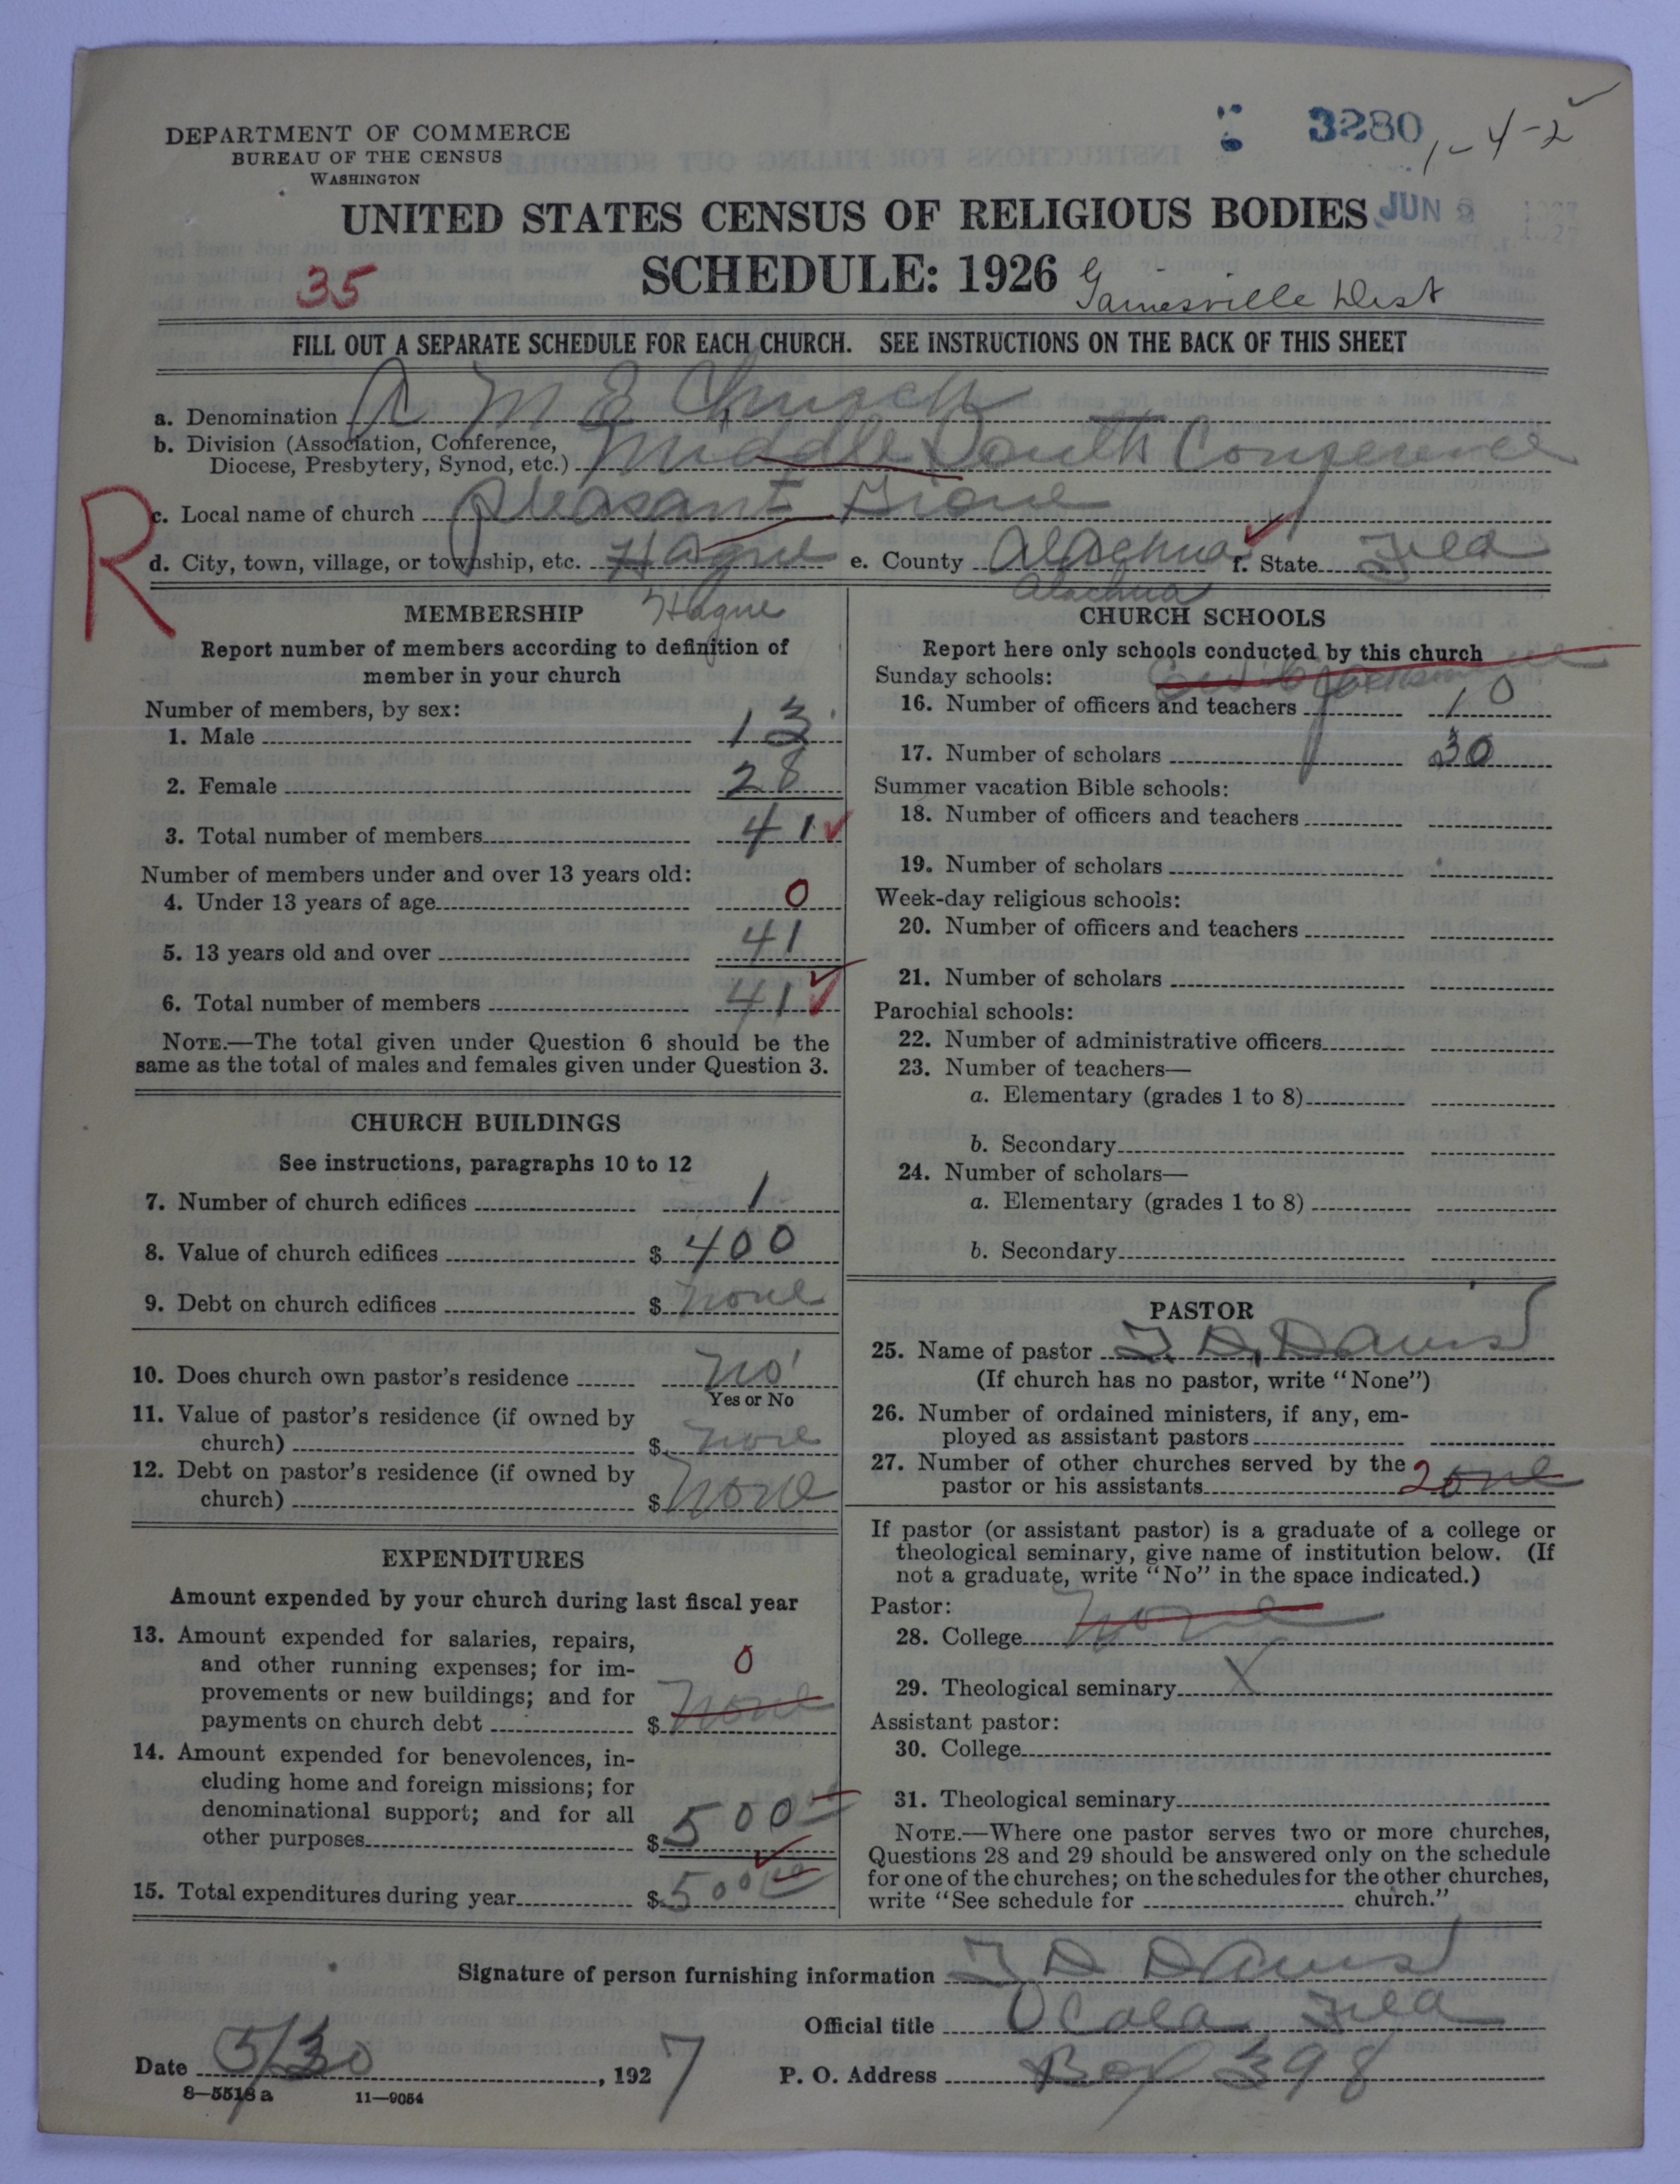 DEPARTMENT OF COMMERCE
BUREAU OF THE CENSUS
WASHINGTON
3280
1-4-2
UNITED STATES CENSUS OF RELIGIOUS BODIES
JUN 9 1927
35
SCHEDULE: 1926
Gainesville Dist
FILL OUT A SEPARATE SCHEDULE FOR EACH CHURCH. SEE INSTRUCTIONS ON THE BACK OF THIS SHEET
a. Denomination A M E Church
b. Division (Association, Conference,
Diocese, Presbytery, Synod, etc.) Middle South Conference
R
c. Local name of church Pleasant
d. City, town, village, or township, etc. Hague e. County Alachua f. State Fla
Hague
Alachua
MEMBERSHIP
Report number of members according to definition of
member in your church
Number of members, by sex:
1. Male 13
2. Female 28
3. Total number of members 41
Number of members under and over 13 years old:
4. Under 13 years of age 0
5. 13 years old and over 41
6. Total number of members 41
NOTE.—The total given under Question 6 should be the
same as the total of males and females given under Question 3.
CHURCH BUILDINGS
See instructions, paragraphs 10 to 12
7. Number of church edifices 1
8. Value of church edifices $ 400
9. Debt on church edifices $ none
10. Does church own pastor's residence no
Yes or No
11. Value of pastor's residence (if owned by
church) $ none
12. Debt on pastor's residence (if owned by
church) $ none
EXPENDITURES
Amount expended by your church during last fiscal year
13. Amount expended for salaries, repairs,
and other running expenses; for im-
provements or new buildings; and for
payments on church debt $ none
0
14. Amount expended for benevolences, in-
cluding home and foreign missions; for
denominational support; and for all
other purposes $ 500
15. Total expenditures during year $ 500
CHURCH SCHOOLS
Report here only schools conducted by this church
Sunday schools:
16. Number of officers and teachers 10
17. Number of scholars 30
Summer vacation Bible schools:
18. Number of officers and teachers
19. Number of scholars
Week-day religious schools:
20. Number of officers and teachers
21. Number of scholars
Parochial schools:
22. Number of administrative officers
23. Number of teachers—
a. Elementary (grades 1 to 8)
b. Secondary
24. Number of scholars—
a. Elementary (grades 1 to 8)
b. Secondary
PASTOR
25. Name of pastor T. D. Davis
(If church has no pastor, write "None")
26. Number of ordained ministers, if any, em-
ployed as assistant pastors
27. Number of other churches served by the
pastor or his assistants 2 one
If pastor (or assistant pastor) is a graduate of a college or
theological seminary, give name of institution below. (If
not a graduate, write "No" in the space indicated.)
Pastor:
28. College none
29. Theological seminary X
Assistant pastor:
30. College
31. Theological seminary
NOTE.—Where one pastor serves two or more churches,
Questions 28 and 29 should be answered only on the schedule
for one of the churches; on the schedules for the other churches,
write "See schedule for church."
Signature of person furnishing information T D Davis
Official title Ocala Fla
Date 5/30, 1927 P. O. Address Box 398
8—5518 a 11—9054